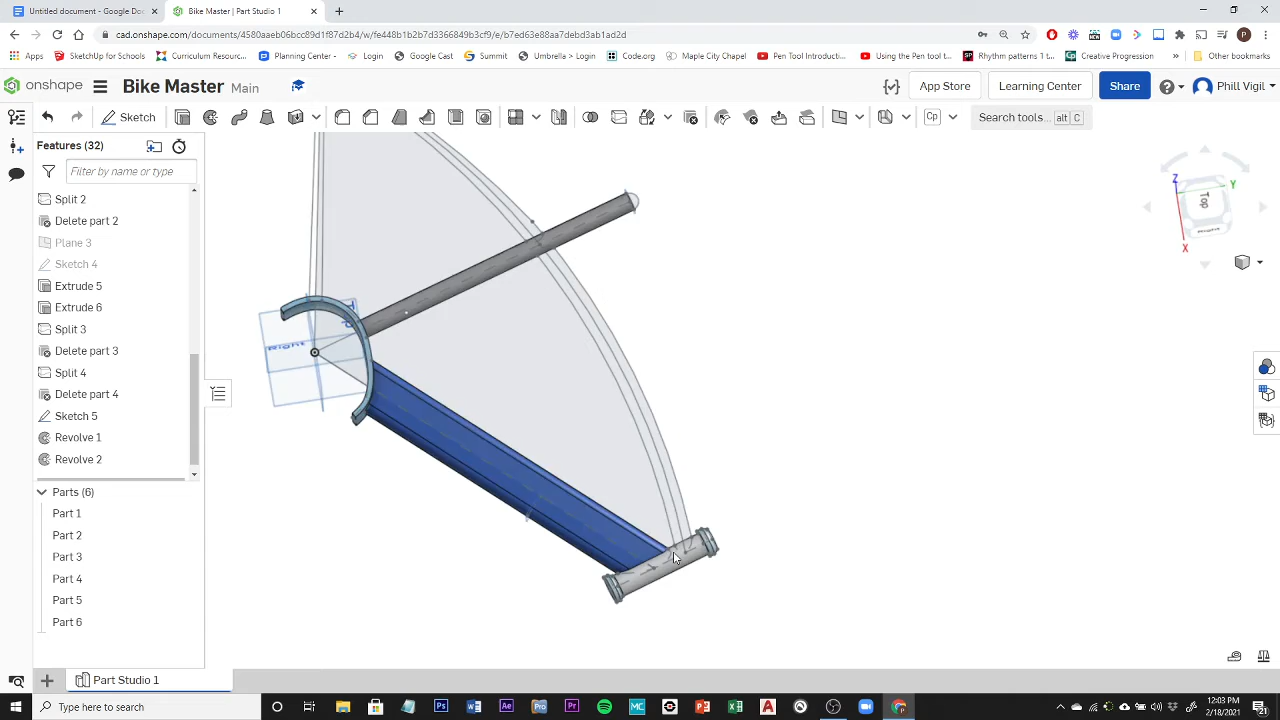 Untitled document - Google Doc
Bike Master | Part Studio 1
cad.onshape.com/documents/4580aaeb06bcc89d1f87d2b4/w/fe448b1b2b7d3366849b3cf9/e/b7ed63e88aa7debd3ab1ad2d
Apps
SketchUp for Schools
Curriculum Resourc...
Planning Center
Train
Google Cast
Summit
Umbrella > Login
Code.org
Maple City Chapel
Pen Tool Introducti...
Using the Pen tool t...
Rhythm patterns 1 t...
Creative Progression
»
Other bookmarks
onshape
Bike Master Main
App Store
Learning Center
Share
Phill Vigil
Sketch
Cp
Search tools... alt C
Features (32)
Filter by name or type
Split 2
Delete part 2
Plane 3
Sketch 4
Extrude 5
Extrude 6
Split 3
Delete part 3
Split 4
Delete part 4
Sketch 5
Revolve 1
Revolve 2
Parts (6)
Part 1
Part 2
Part 3
Part 4
Part 5
Part 6
Top
Right
Z
Y
X
Top
Right
Part Studio 1
Type here to search
12:03 PM
2/18/2021